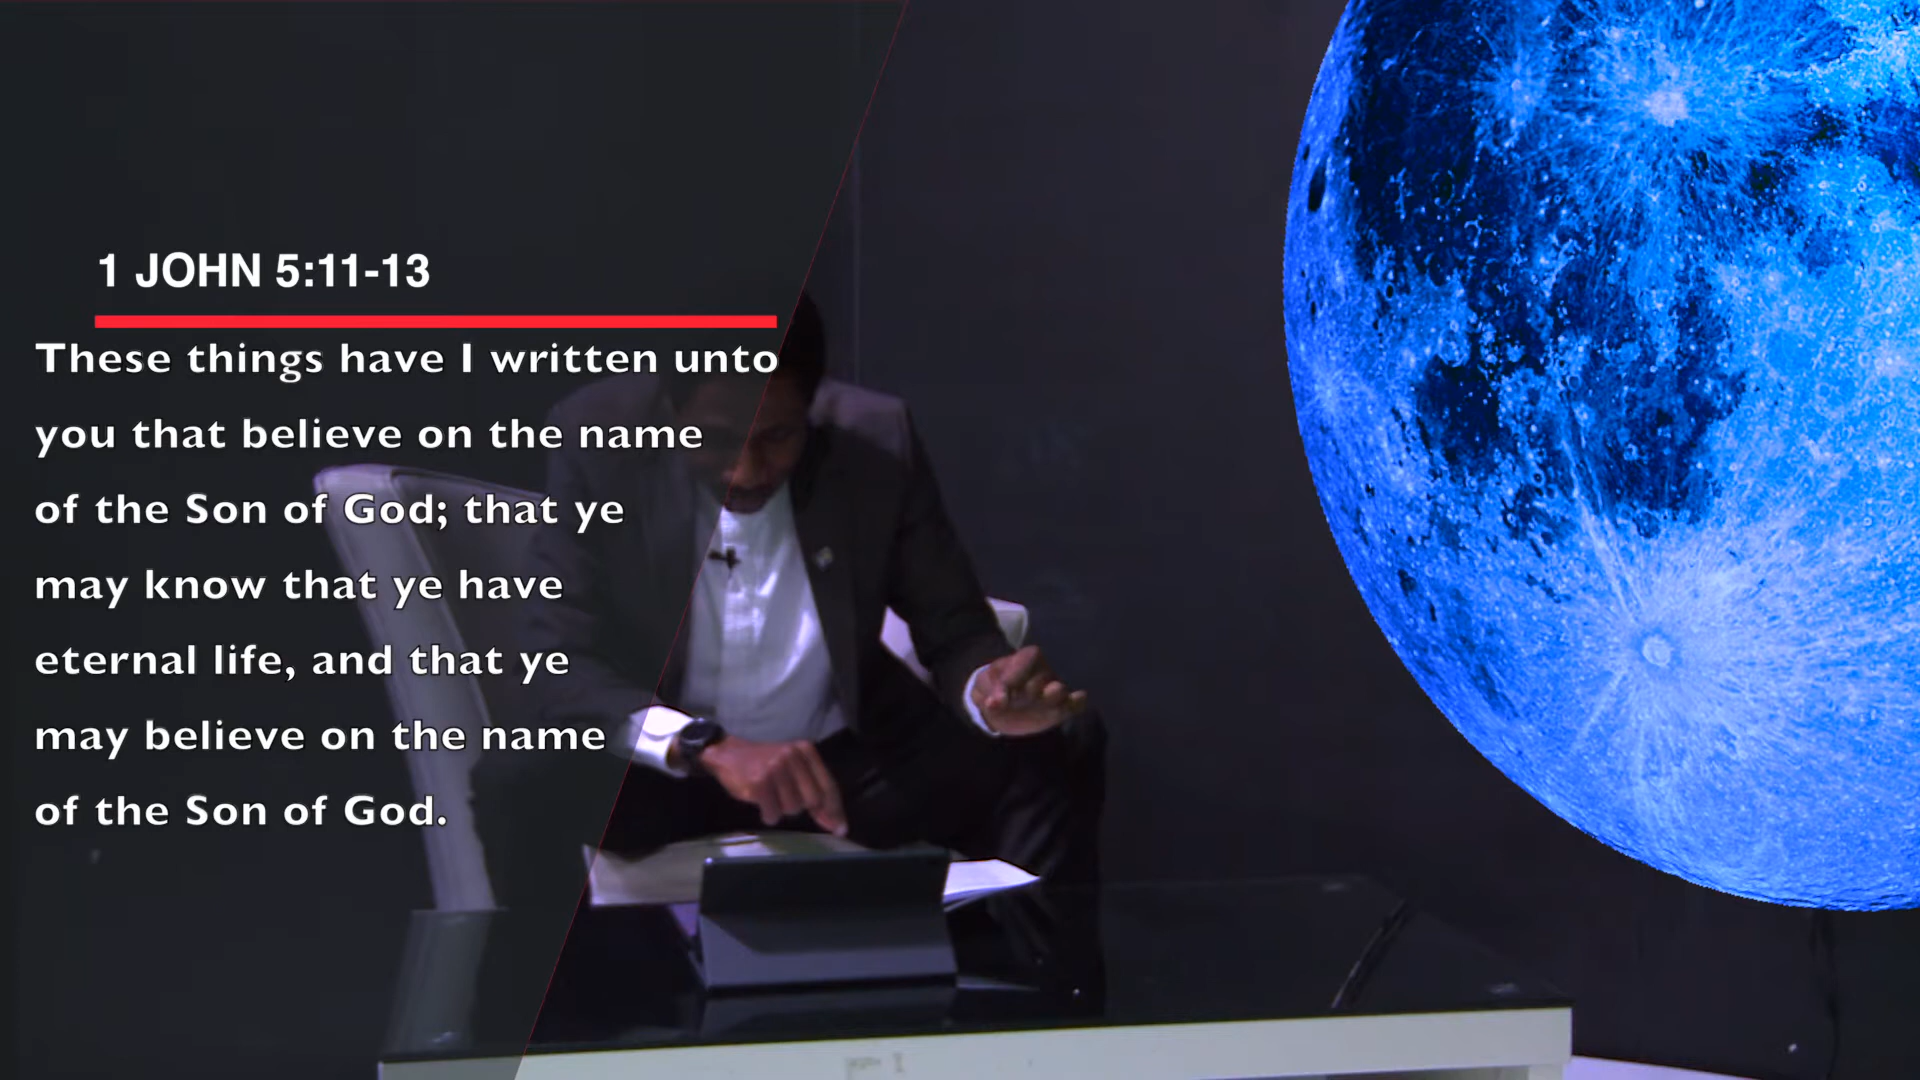 1 JOHN 5:11-13
These things have I written unto
you that believe on the name
of the Son of God; that ye
may know that ye have
eternal life, and that ye
may believe on the name
of the Son of God.